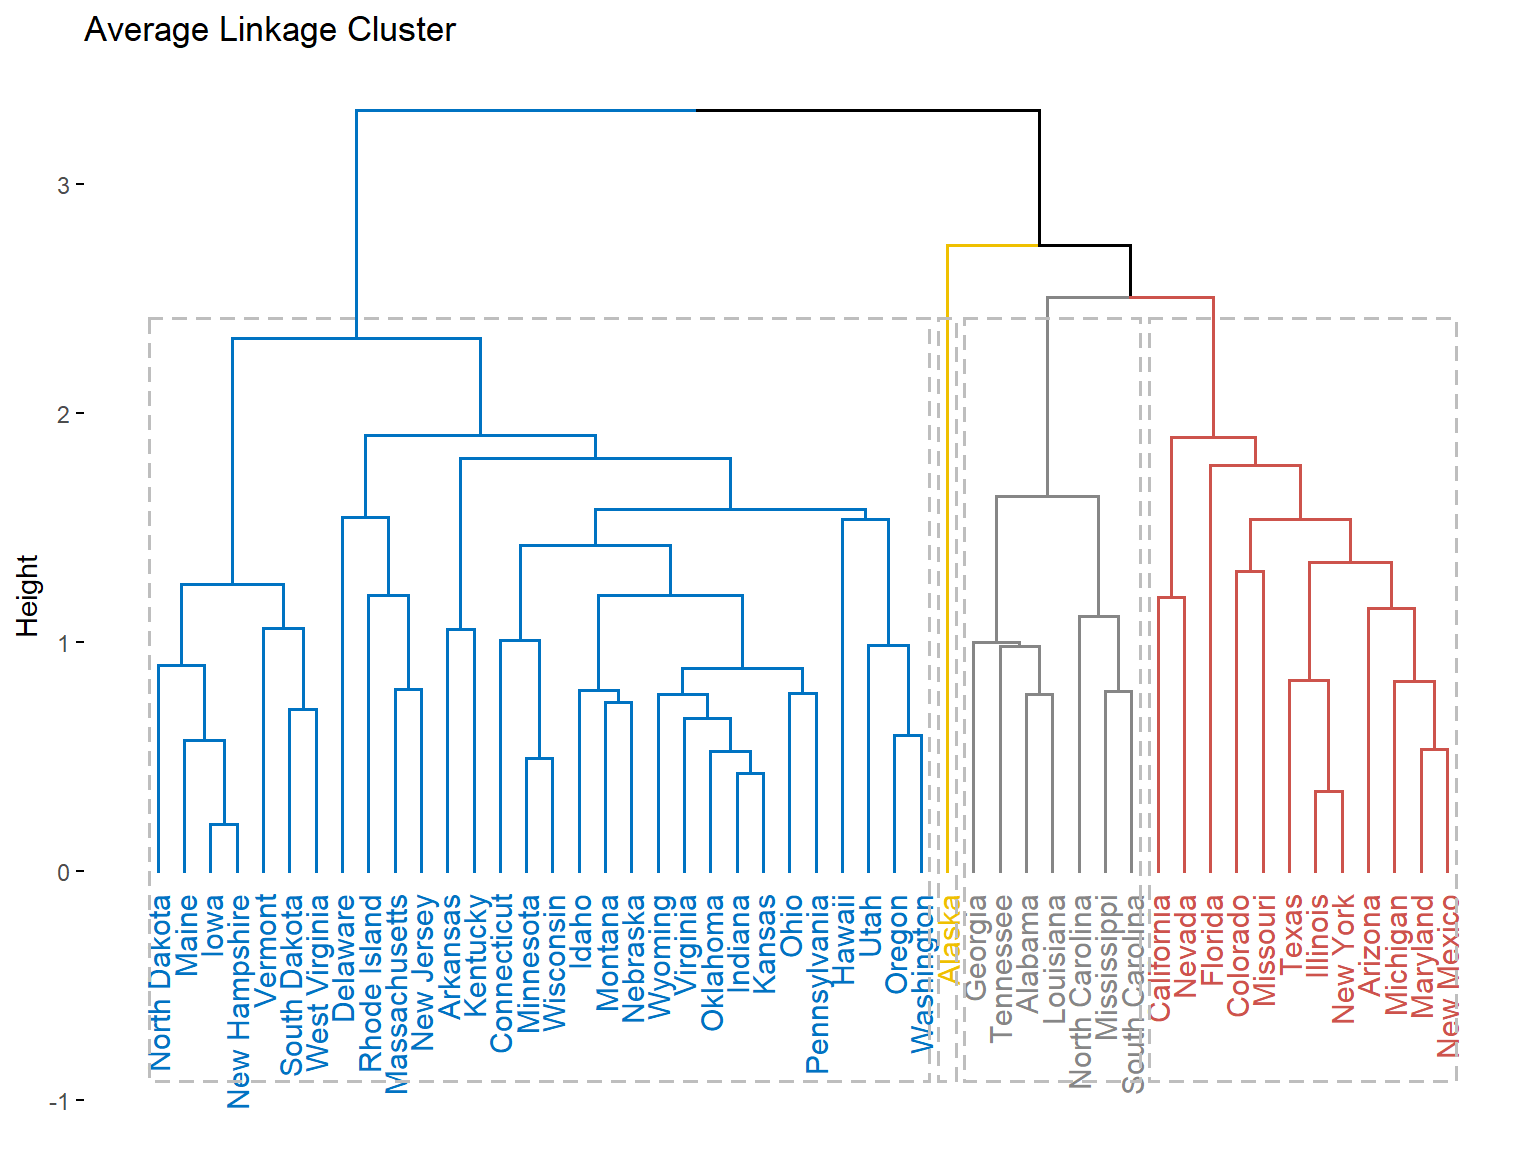 Average Linkage Cluster
3
2
1
0
-1
Height
North Dakota
Maine
Iowa
New Hampshire
Vermont
South Dakota
West Virginia
Delaware
Rhode Island
Massachusetts
New Jersey
Arkansas
Kentucky
Connecticut
Minnesota
Wisconsin
Idaho
Montana
Nebraska
Wyoming
Virginia
Oklahoma
Indiana
Kansas
Ohio
Pennsylvania
Hawaii
Utah
Oregon
Washington
Alaska
Georgia
Tennessee
Alabama
Louisiana
North Carolina
Mississippi
South Carolina
California
Nevada
Florida
Colorado
Missouri
Texas
Illinois
New York
Arizona
Michigan
Maryland
New Mexico